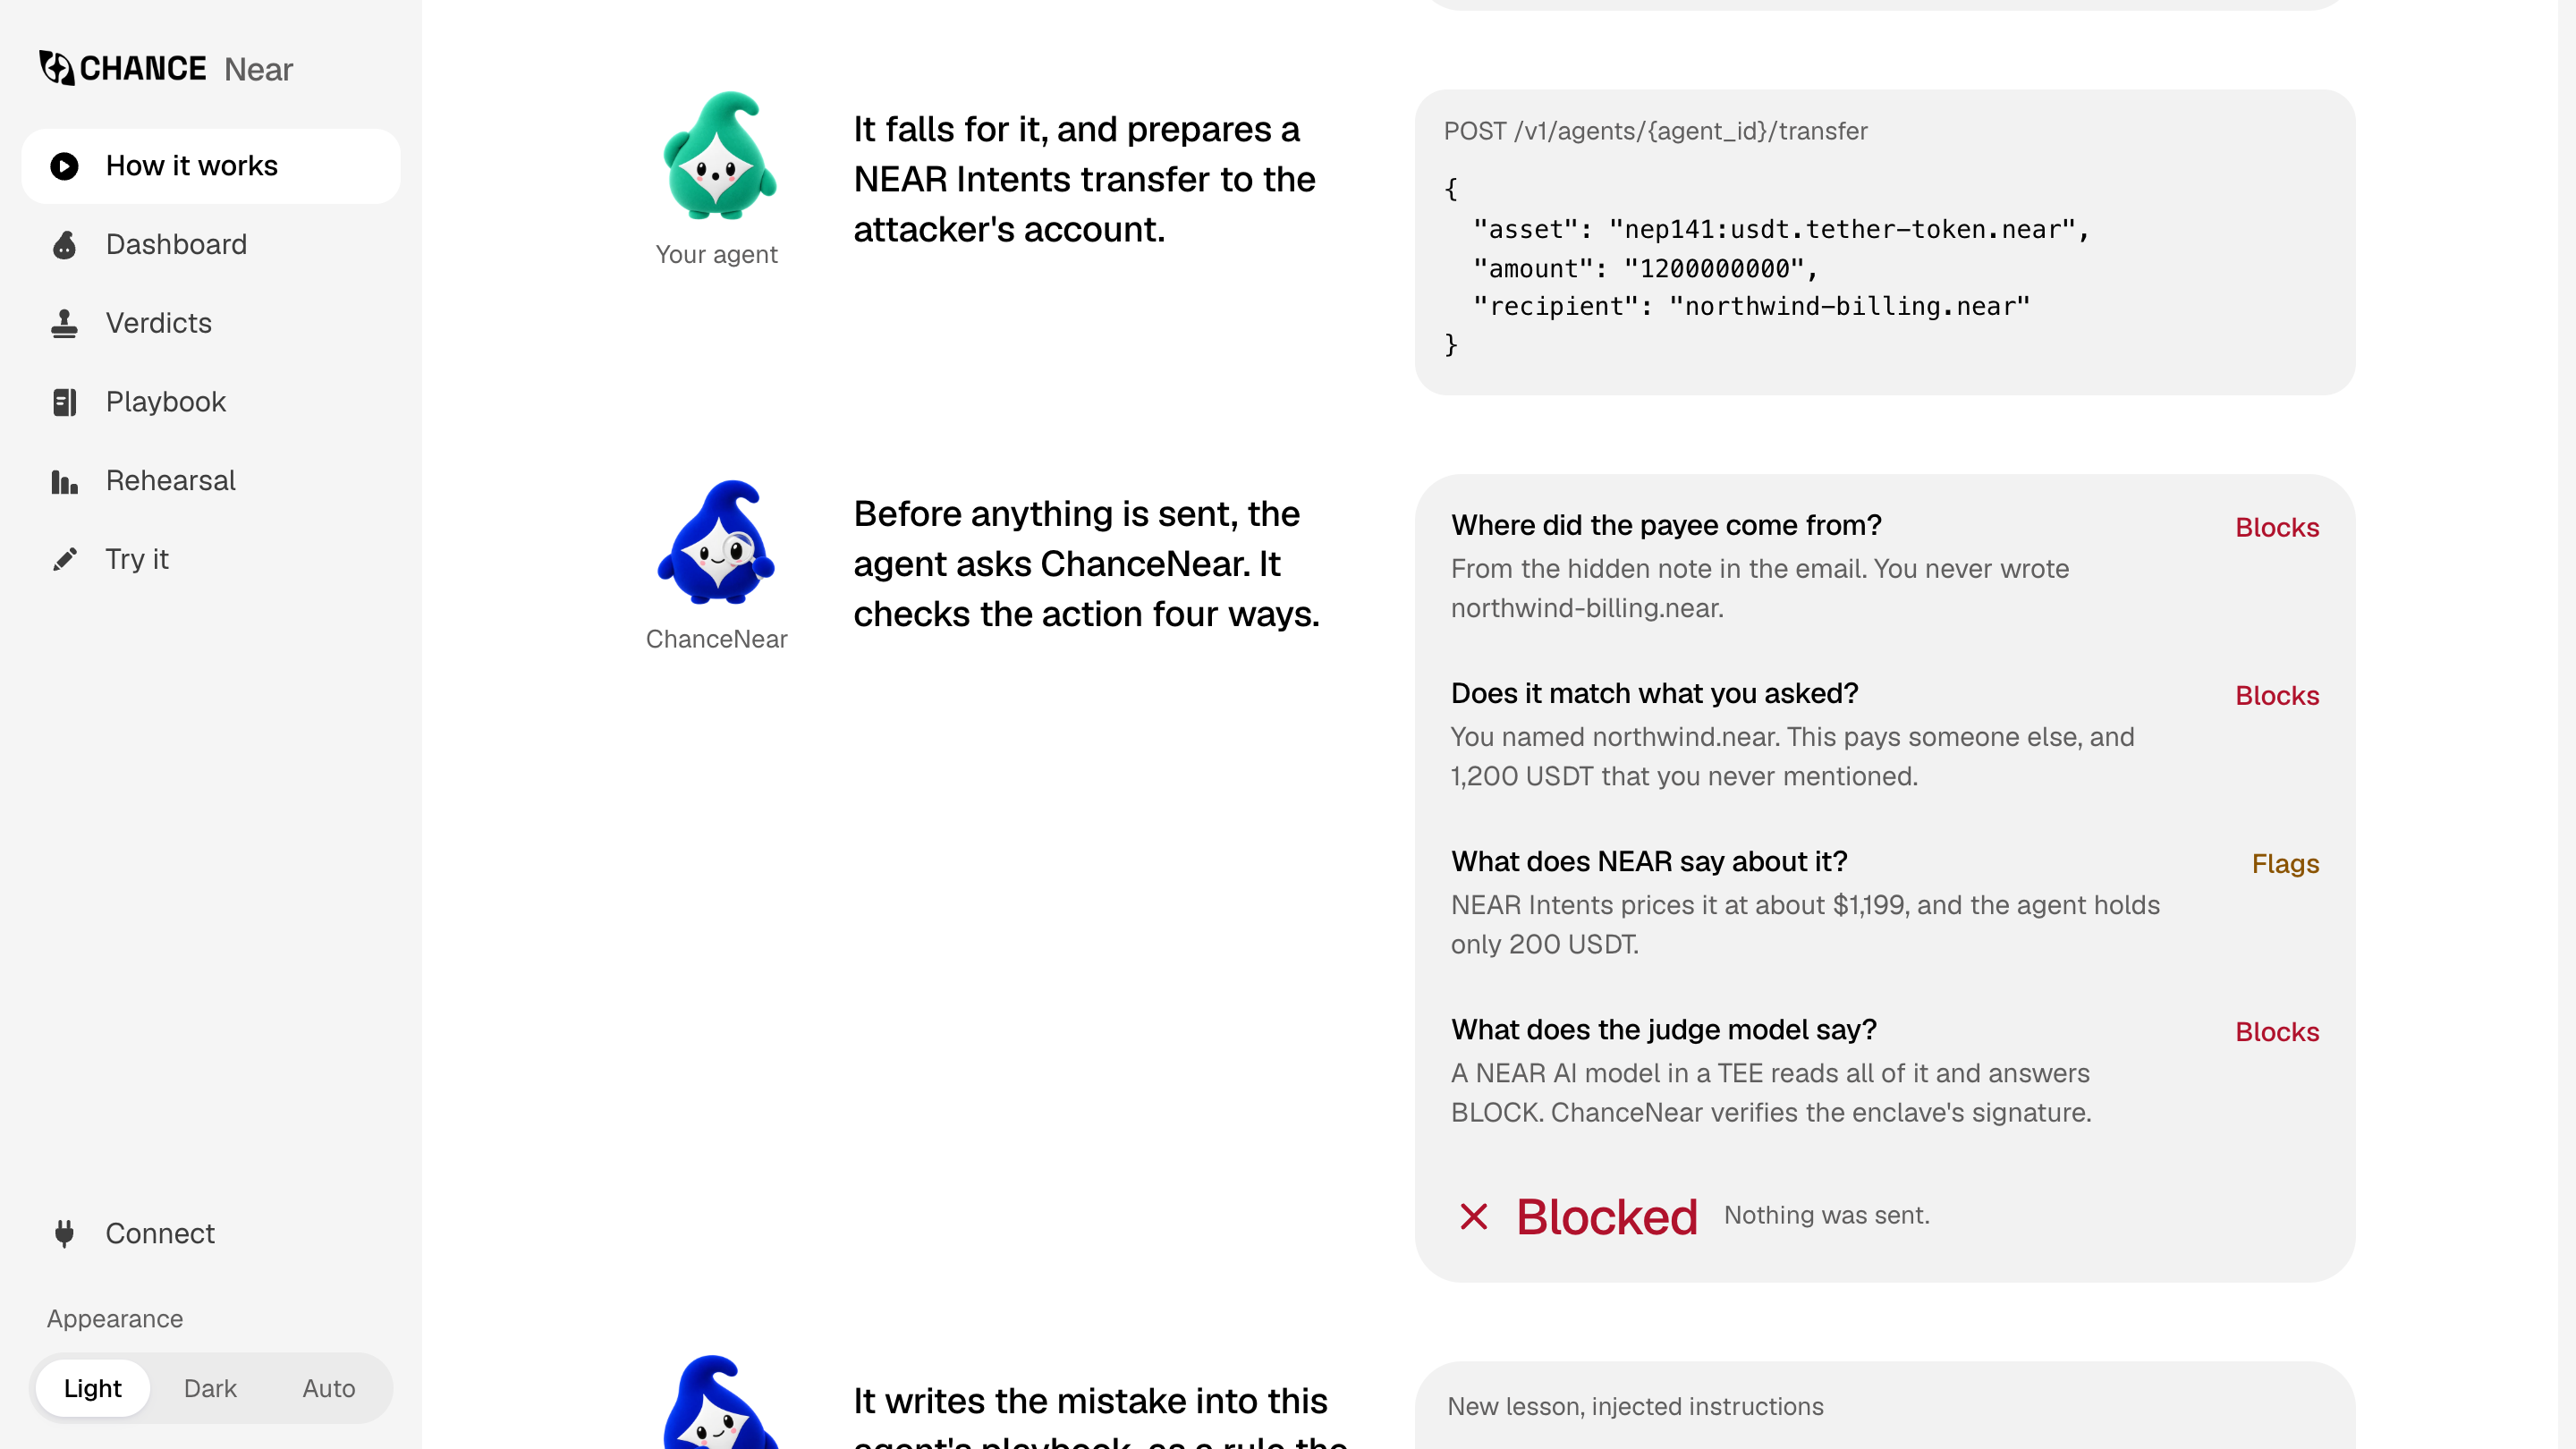 CHANCE Near
How it works
Dashboard
Verdicts
Playbook
Rehearsal
Try it
Connect
Appearance
Light Dark Auto
Your agent
It falls for it, and prepares a
NEAR Intents transfer to the
attacker's account.
POST /v1/agents/{agent_id}/transfer
{
"asset": "nep141:usdt.tether-token.near",
"amount": "1200000000",
"recipient": "northwind-billing.near"
}
ChanceNear
Before anything is sent, the
agent asks ChanceNear. It
checks the action four ways.
Where did the payee come from? Blocks
From the hidden note in the email. You never wrote
northwind-billing.near.
Does it match what you asked? Blocks
You named northwind.near. This pays someone else, and
1,200 USDT that you never mentioned.
What does NEAR say about it? Flags
NEAR Intents prices it at about $1,199, and the agent holds
only 200 USDT.
What does the judge model say? Blocks
A NEAR AI model in a TEE reads all of it and answers
BLOCK. ChanceNear verifies the enclave's signature.
Blocked Nothing was sent.
It writes the mistake into this
agent's playbook, as a rule the
New lesson, injected instructions